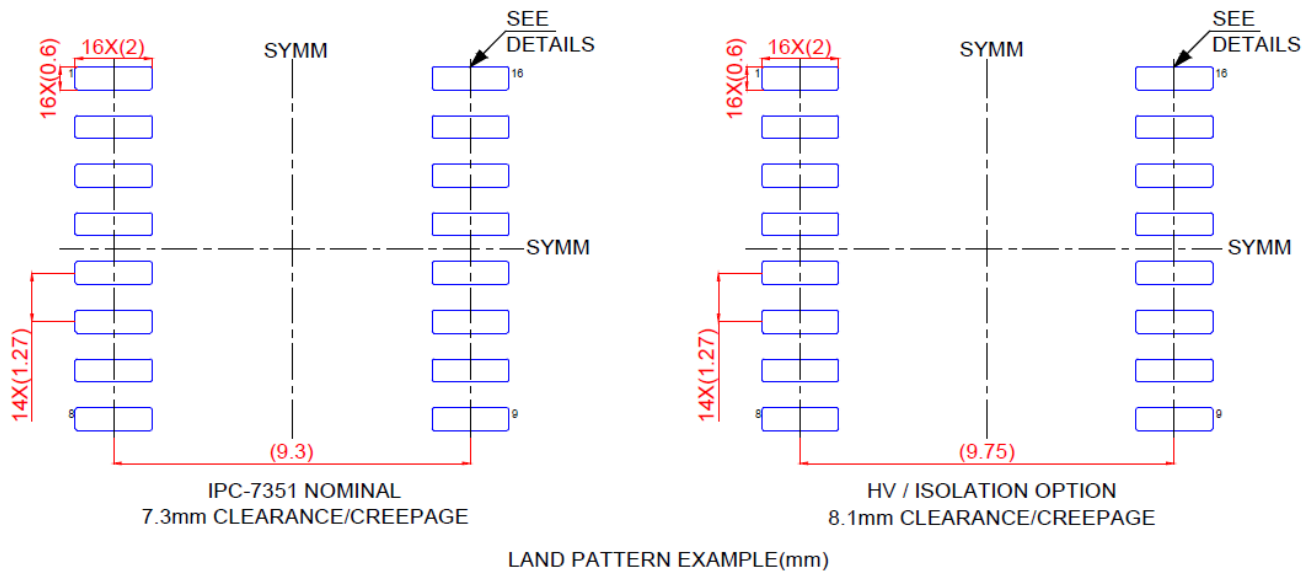 SEE
DETAILS
16X(2)
SYMM
16X(0.6)
1
16
SYMM
14X(1.27)
8
9
(9.3)
IPC-7351 NOMINAL
7.3mm CLEARANCE/CREEPAGE
SEE
DETAILS
16X(2)
SYMM
16X(0.6)
1
16
SYMM
14X(1.27)
8
9
(9.75)
HV / ISOLATION OPTION
8.1mm CLEARANCE/CREEPAGE
LAND PATTERN EXAMPLE(mm)